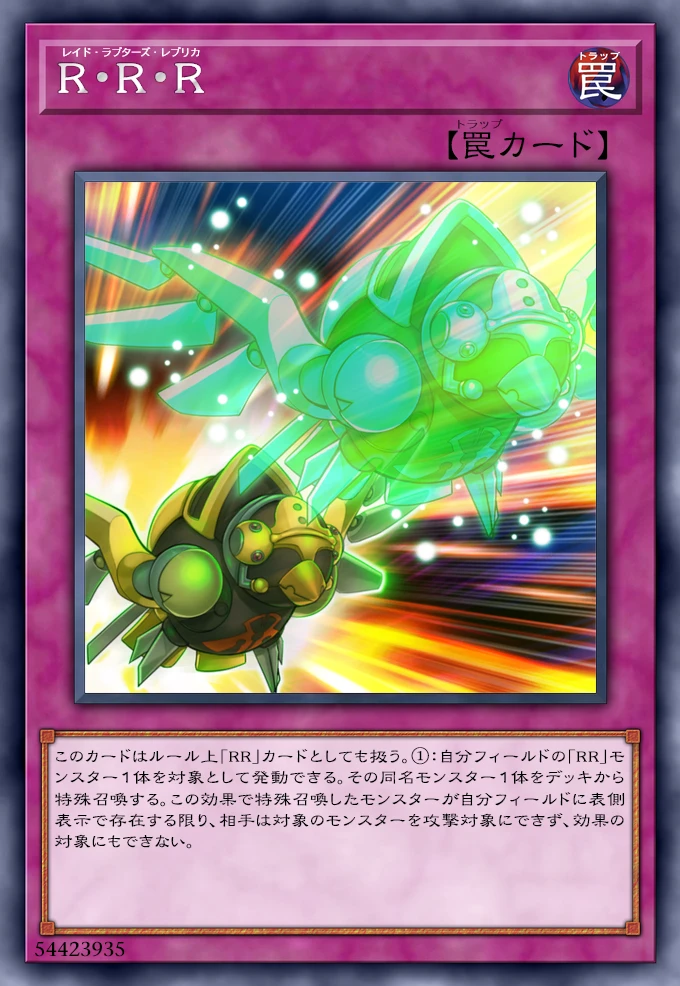 レイド・ラプターズ・レプリカ
R・R・R
トラップ
罠
トラップ
【罠カード】
このカードはルール上「RR」カードとしても扱う。①:自分フィールドの「RR」モ
ンスター1体を対象として発動できる。その同名モンスター1体をデッキから
特殊召喚する。この効果で特殊召喚したモンスターが自分フィールドに表側
表示で存在する限り、相手は対象のモンスターを攻撃対象にできず、効果の
対象にもできない。
54423935